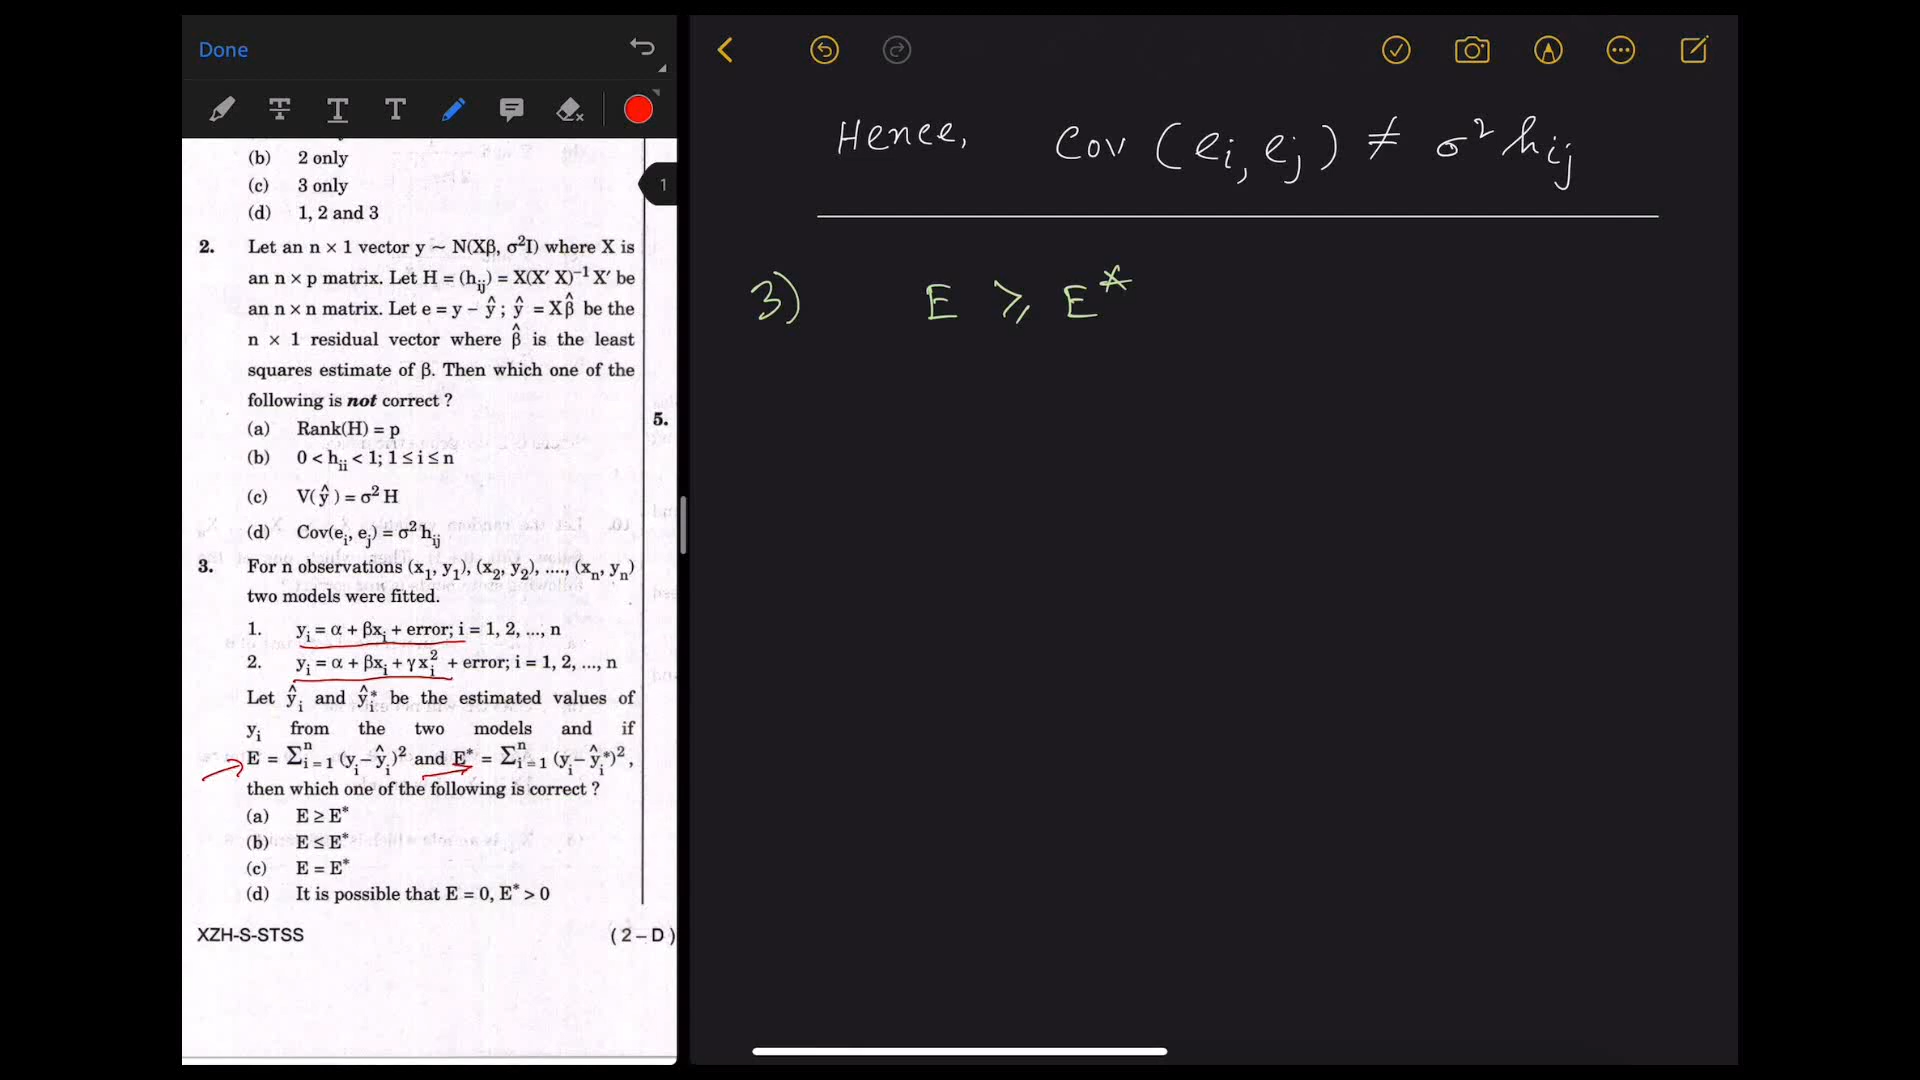 Done
(b) 2 only
(c) 3 only
(d) 1, 2 and 3
1
2. Let an n × 1 vector y ~ N(Xβ, σ²I) where X is
an n × p matrix. Let H = (hᵢⱼ) = X(X′ X)⁻¹ X′ be
an n × n matrix. Let e = y – ŷ ; ŷ = Xβ̂ be the
n × 1 residual vector where β̂ is the least
squares estimate of β. Then which one of the
following is not correct ?
(a) Rank(H) = p
(b) 0 < hᵢᵢ < 1; 1 ≤ i ≤ n
(c) V(ŷ) = σ² H
(d) Cov(eᵢ, eⱼ) = σ² hᵢⱼ
3. For n observations (x₁, y₁), (x₂, y₂), ...., (xₙ, yₙ)
two models were fitted.
1. yᵢ = α + βxᵢ + error; i = 1, 2, ..., n
2. yᵢ = α + βxᵢ + γxᵢ² + error; i = 1, 2, ..., n
Let ŷᵢ and ŷᵢ* be the estimated values of
yᵢ from the two models and if
E = Σⁿᵢ₌₁ (yᵢ–ŷᵢ)² and E* = Σⁿᵢ₌₁ (yᵢ–ŷᵢ*)²,
then which one of the following is correct ?
(a) E ≥ E*
(b) E ≤ E*
(c) E = E*
(d) It is possible that E = 0, E* > 0
XZH-S-STSS (2–D)
5.
Hence, Cov (eᵢ, eⱼ) ≠ σ² hᵢⱼ
3) E ≥ E*